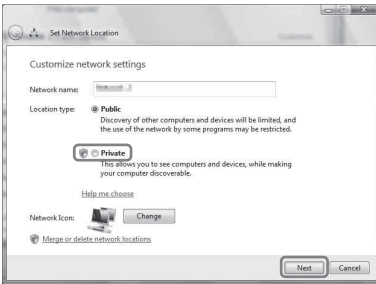 Set Network Location
Customize network settings
Network name:
Location type:
Public
Discovery of other computers and devices will be limited, and
the use of the network by some programs may be restricted.
Private
This allows you to see computers and devices, while making
your computer discoverable.
Help me choose
Network Icon:
Change
Merge or delete network locations
Next
Cancel